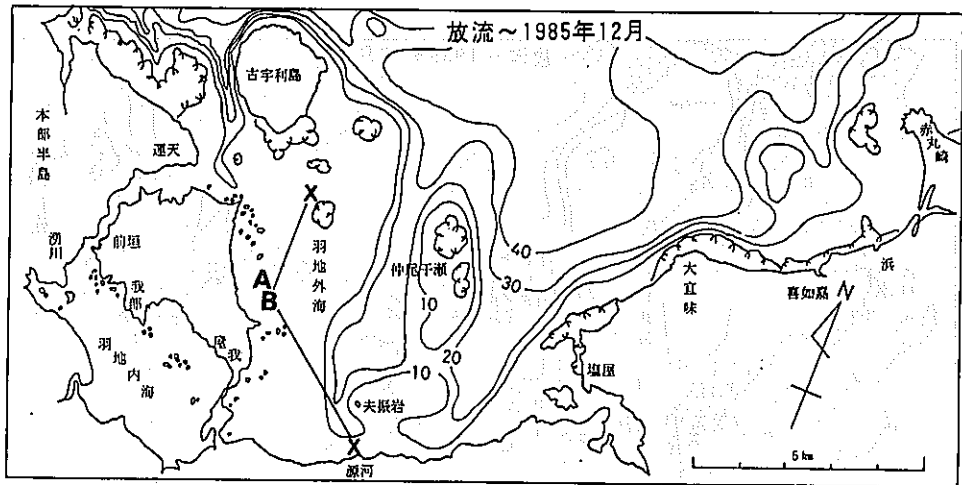 放流～1985年12月
古宇利島
本部半島
運天
赤丸崎
湧川
前垣
我部
羽地内海
屋我
A
B
羽地外海
仲尾干瀬
10
20
30
40
10
夫振岩
源河
塩屋
大宜味
喜如嘉
浜
N
5 km